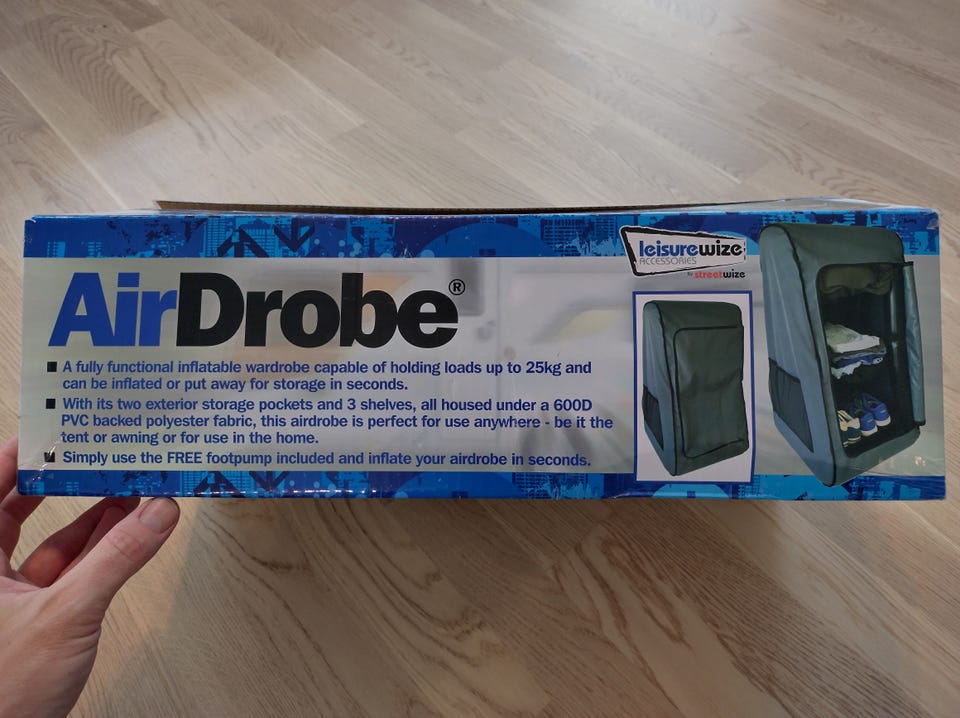 leisurewize
ACCESSORIES
by streetwize
AirDrobe®
■ A fully functional inflatable wardrobe capable of holding loads up to 25kg and
can be inflated or put away for storage in seconds.
■ With its two exterior storage pockets and 3 shelves, all housed under a 600D
PVC backed polyester fabric, this airdrobe is perfect for use anywhere - be it the
tent or awning or for use in the home.
■ Simply use the FREE footpump included and inflate your airdrobe in seconds.